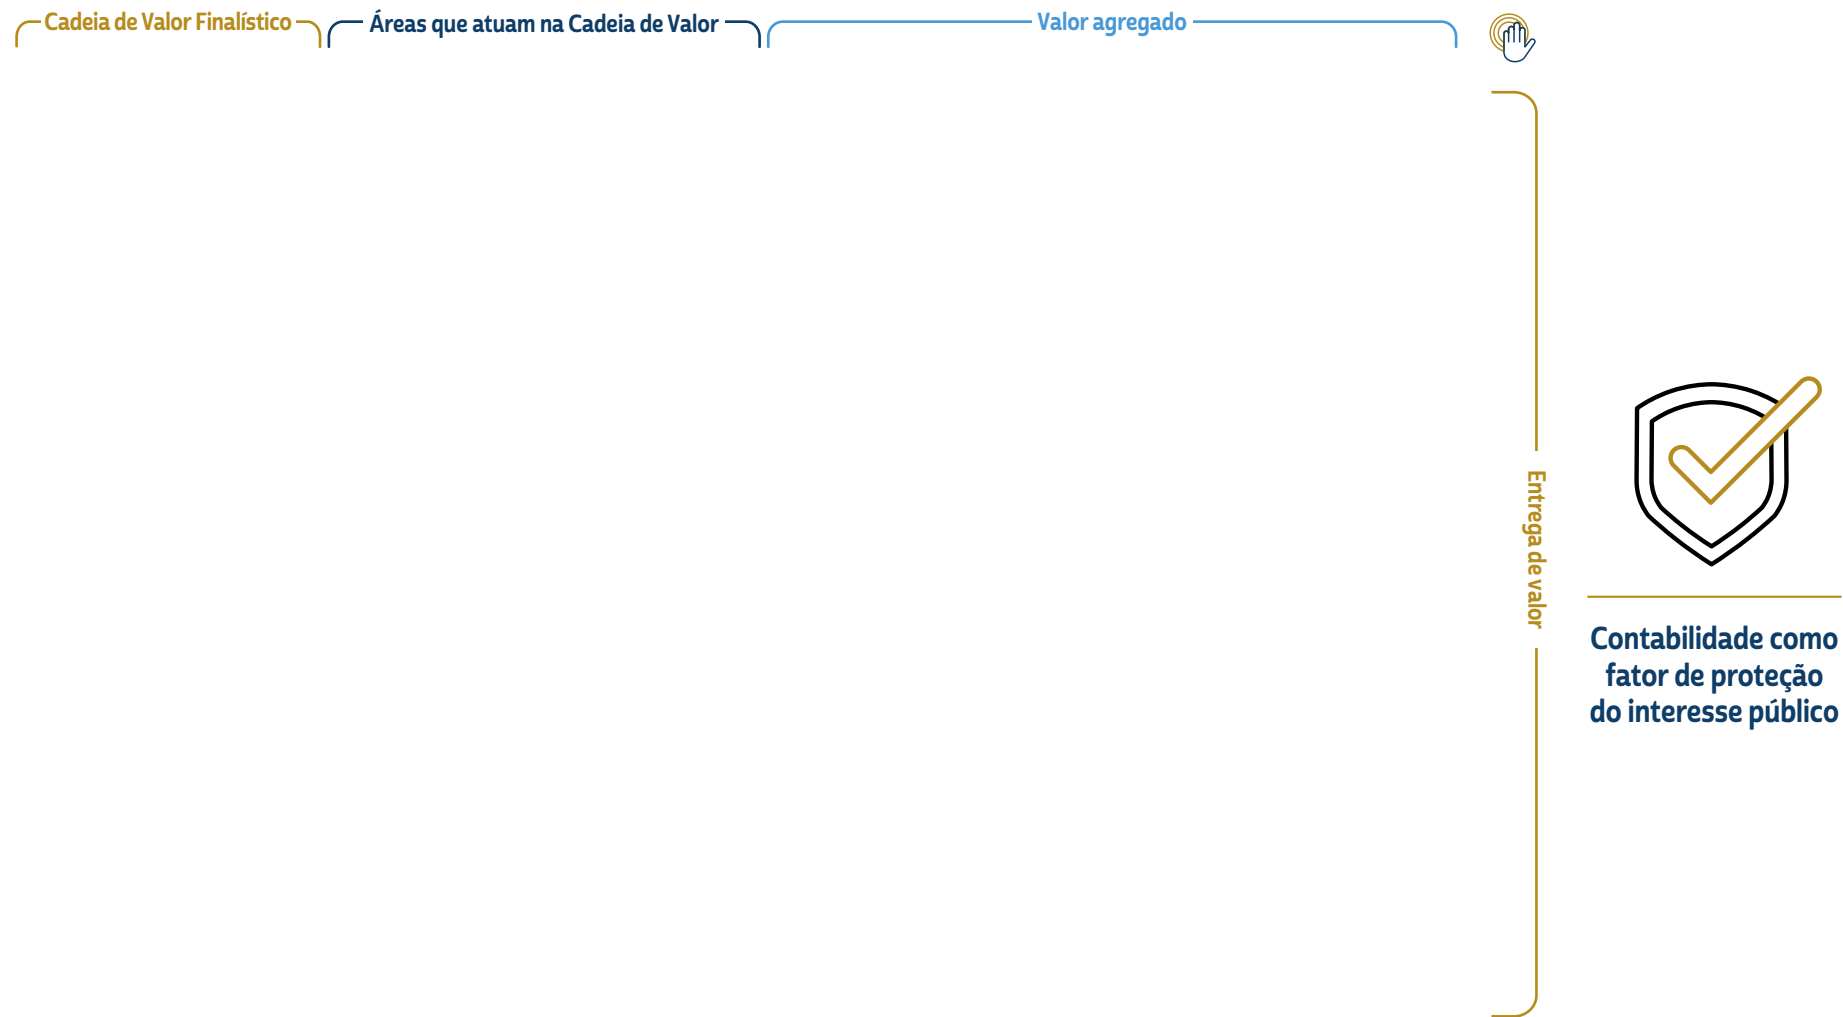 Cadeia de Valor Finalístico
Áreas que atuam na Cadeia de Valor
Valor agregado
Entrega de valor
Contabilidade como
fator de proteção
do interesse público